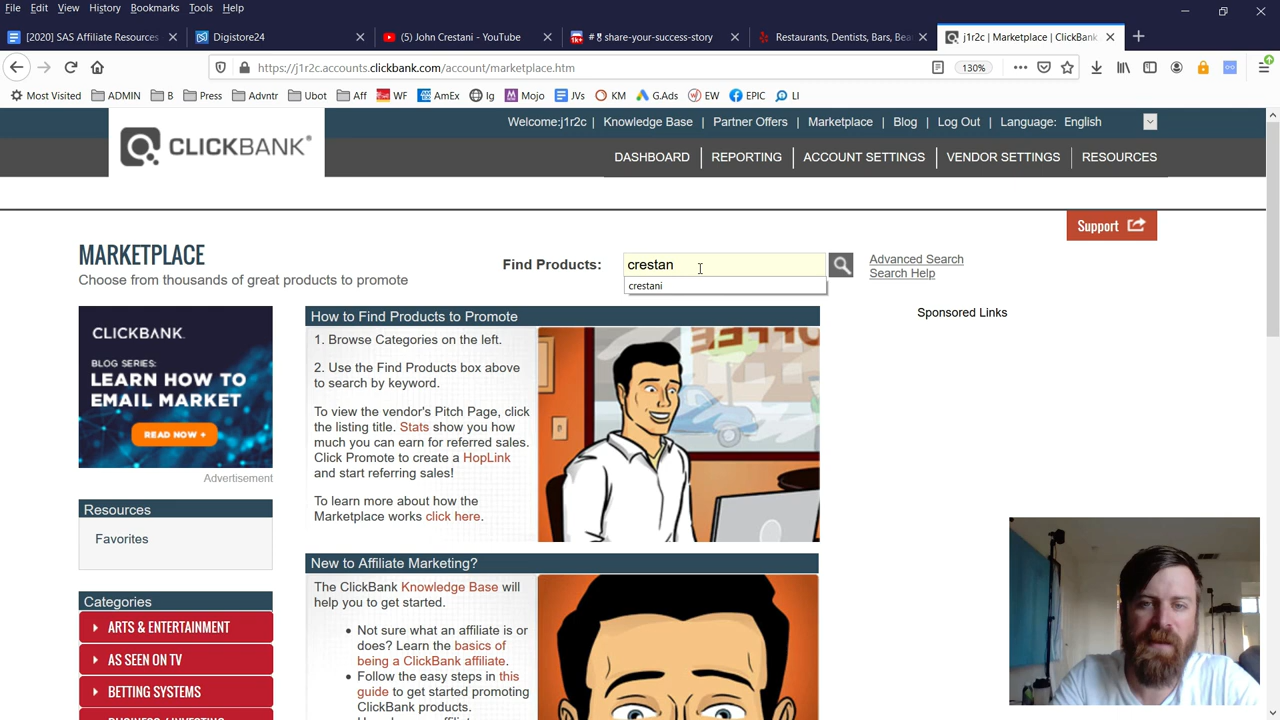 File Edit View History Bookmarks Tools Help
[2020] SAS Affiliate Resources
Digistore24
(5) John Crestani - YouTube
share-your-success-story
Restaurants, Dentists, Bars, Bea
j1r2c | Marketplace | ClickBank
https://j1r2c.accounts.clickbank.com/account/marketplace.htm
130%
Most Visited ADMIN B Press Advntr Ubot Aff WF AmEx Ig Mojo JVs KM G.Ads EW EPIC LI
CLICKBANK®
Welcome:j1r2c | Knowledge Base | Partner Offers | Marketplace | Blog | Log Out | Language: English
DASHBOARD REPORTING ACCOUNT SETTINGS VENDOR SETTINGS RESOURCES
Support
MARKETPLACE
Choose from thousands of great products to promote
Find Products:
crestan
crestani
Advanced Search
Search Help
CLICKBANK.
BLOG SERIES:
LEARN HOW TO
EMAIL MARKET
READ NOW
Advertisement
Resources
Favorites
Categories
ARTS & ENTERTAINMENT
AS SEEN ON TV
BETTING SYSTEMS
BUSINESS / INVESTING
How to Find Products to Promote
1. Browse Categories on the left.
2. Use the Find Products box above
to search by keyword.
To view the vendor's Pitch Page, click
the listing title. Stats show you how
much you can earn for referred sales.
Click Promote to create a HopLink
and start referring sales!
To learn more about how the
Marketplace works click here.
New to Affiliate Marketing?
The ClickBank Knowledge Base will
help you to get started.
Not sure what an affiliate is or
does? Learn the basics of
being a ClickBank affiliate.
Follow the easy steps in this
guide to get started promoting
ClickBank products.
Sponsored Links